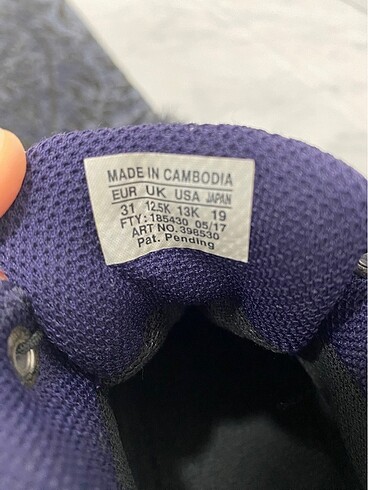 MADE IN CAMBODIA
EUR UK USA JAPAN
31 12.5K 13K 19
FTY: 185430 05/17
ART NO. 398530
Pat. Pending